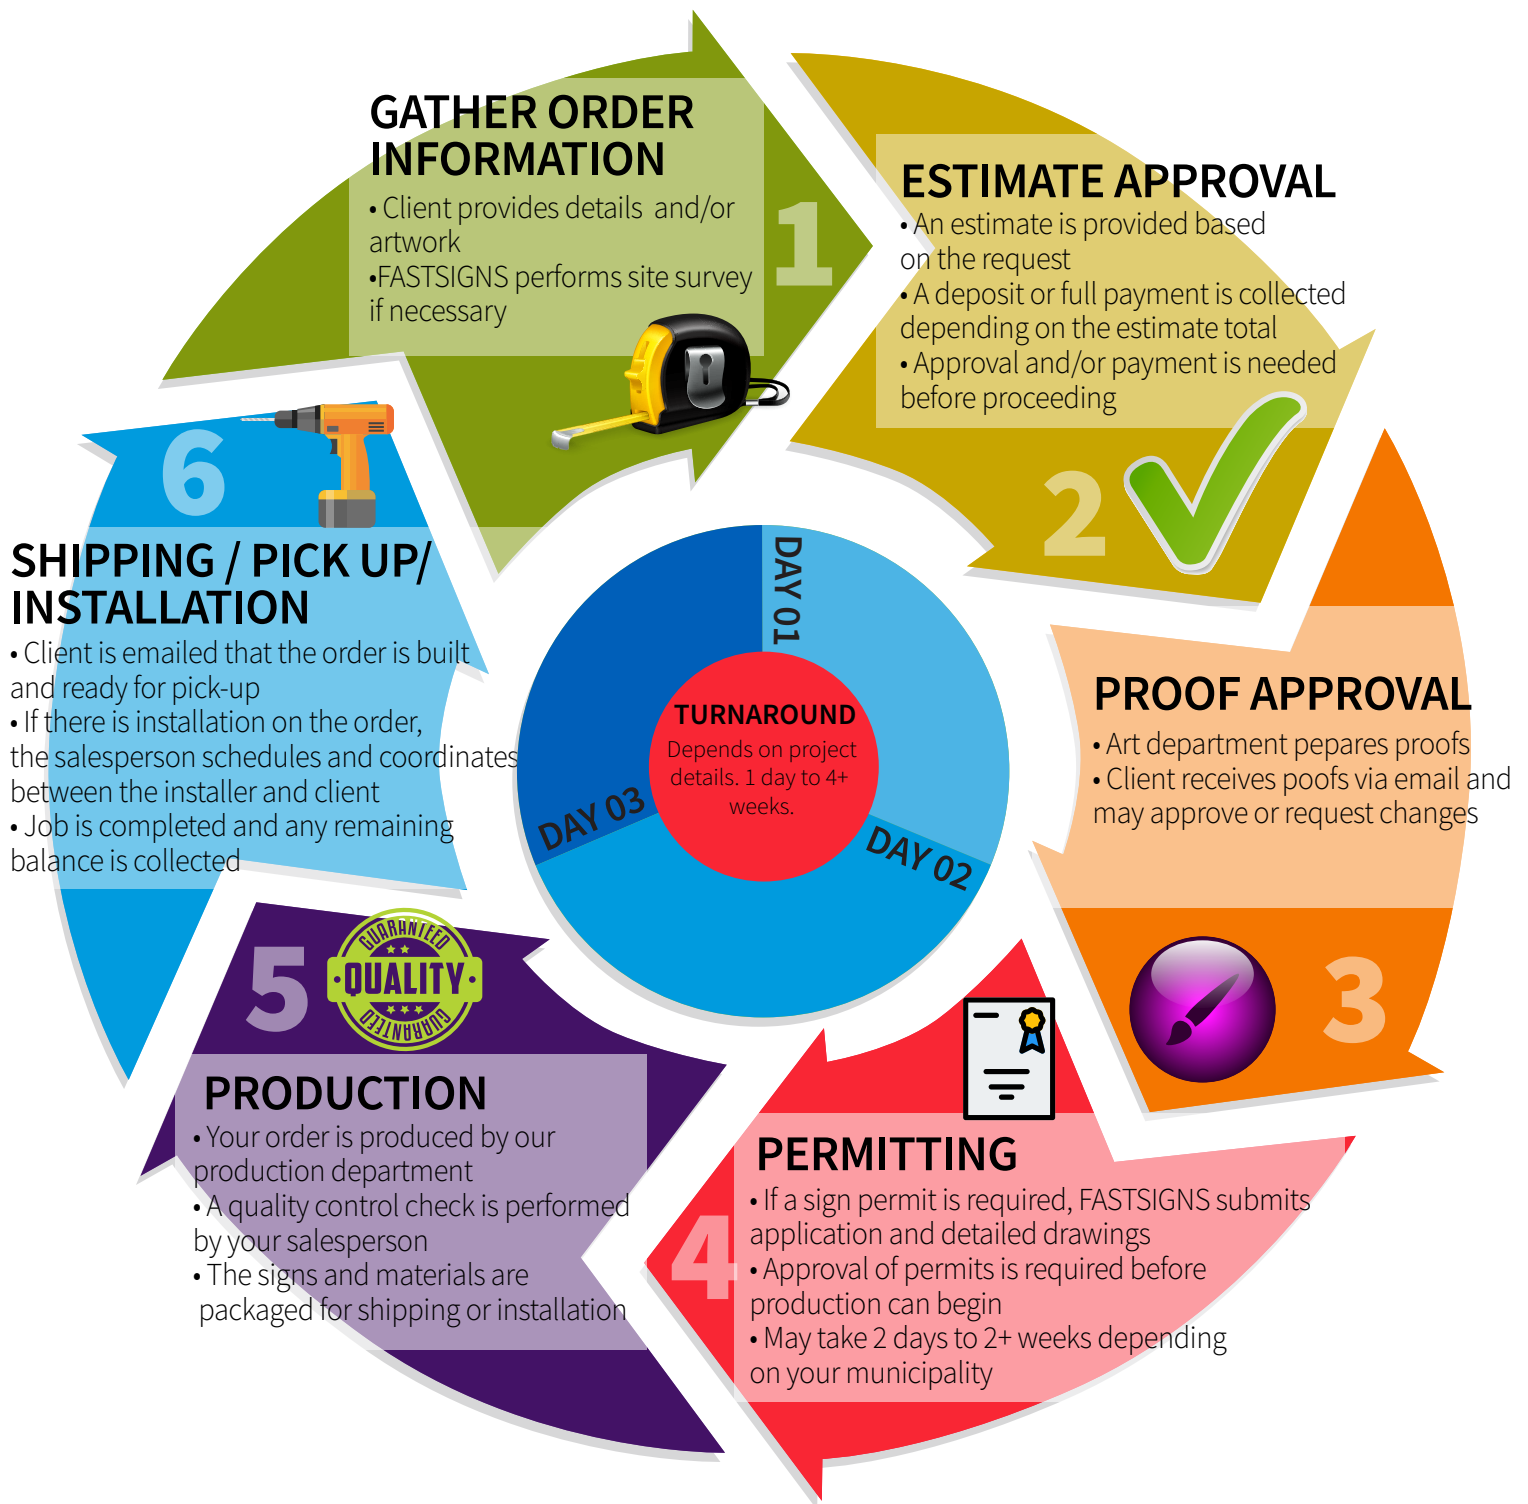 GATHER ORDER
INFORMATION
• Client provides details and/or
artwork
•FASTSIGNS performs site survey
if necessary
1
ESTIMATE APPROVAL
• An estimate is provided based
on the request
• A deposit or full payment is collected
depending on the estimate total
• Approval and/or payment is needed
before proceeding
2
PROOF APPROVAL
• Art department pepares proofs
• Client receives poofs via email and
may approve or request changes
3
PERMITTING
• If a sign permit is required, FASTSIGNS submits
application and detailed drawings
• Approval of permits is required before
production can begin
• May take 2 days to 2+ weeks depending
on your municipality
4
5
GUARANTEED
QUALITY
GUARANTEED
PRODUCTION
• Your order is produced by our
production department
• A quality control check is performed
by your salesperson
• The signs and materials are
packaged for shipping or installation
6
SHIPPING / PICK UP/
INSTALLATION
• Client is emailed that the order is built
and ready for pick-up
• If there is installation on the order,
the salesperson schedules and coordinates
between the installer and client
• Job is completed and any remaining
balance is collected
DAY 01
DAY 02
DAY 03
TURNAROUND
Depends on project
details. 1 day to 4+
weeks.